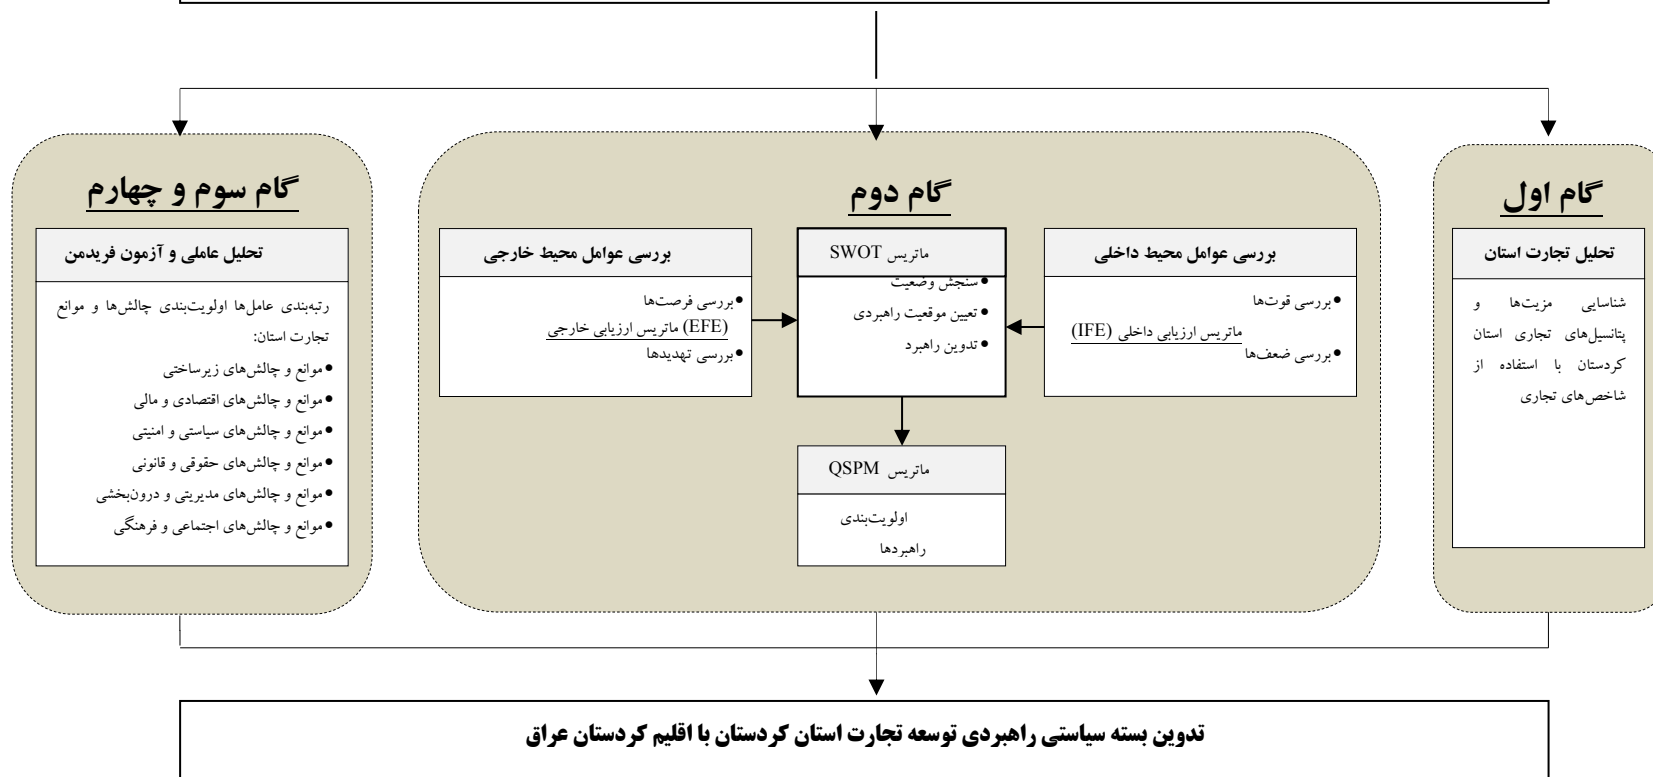 گام اول
تحلیل تجارت استان
شناسایی مزیت‌ها و
پتانسیل‌های تجاری استان
کردستان با استفاده از
شاخص‌های تجاری
گام دوم
بررسی عوامل محیط داخلی
•بررسی قوت‌ها
ماتریس ارزیابی داخلی (IFE)
•بررسی ضعف‌ها
ماتریس SWOT
•سنجش وضعیت
•تعیین موقعیت راهبردی
•تدوین راهبرد
بررسی عوامل محیط خارجی
•بررسی فرصت‌ها
(EFE) ماتریس ارزیابی خارجی
•بررسی تهدیدها
ماتریس QSPM
اولویت‌بندی
راهبردها
گام سوم و چهارم
تحلیل عاملی و آزمون فریدمن
رتبه‌بندی عامل‌ها اولویت‌بندی چالش‌ها و موانع
تجارت استان:
•موانع و چالش‌های زیرساختی
•موانع و چالش‌های اقتصادی و مالی
•موانع و چالش‌های سیاسی و امنیتی
•موانع و چالش‌های حقوقی و قانونی
•موانع و چالش‌های مدیریتی و درون‌بخشی
•موانع و چالش‌های اجتماعی و فرهنگی
تدوین بسته سیاستی راهبردی توسعه تجارت استان کردستان با اقلیم کردستان عراق